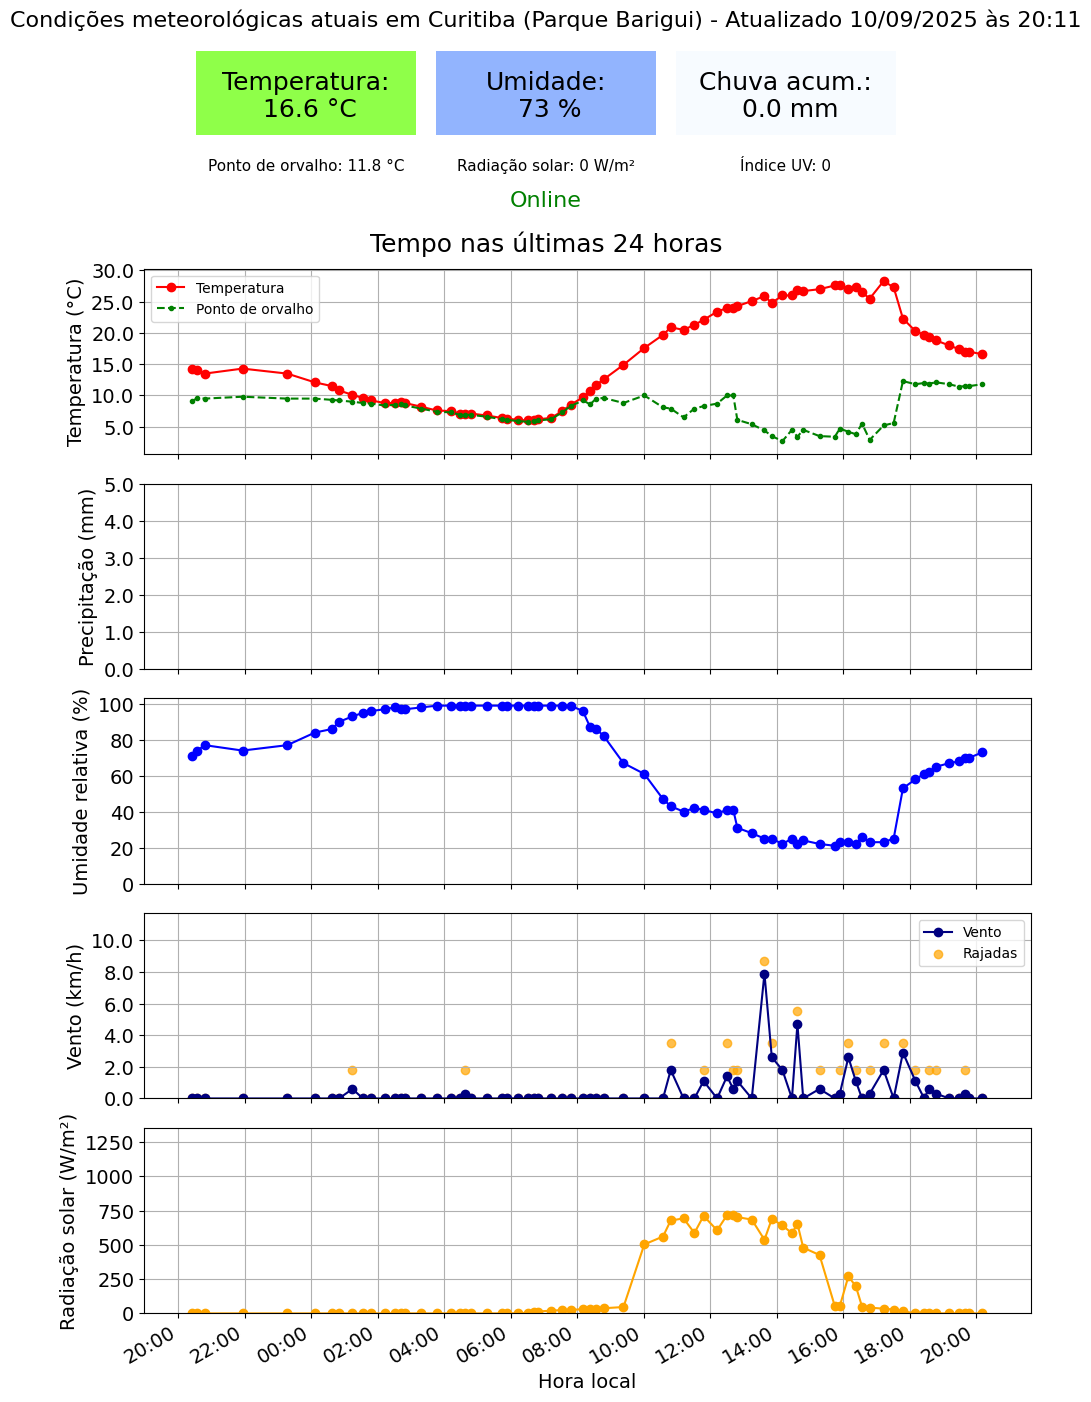 Condições meteorológicas atuais em Curitiba (Parque Barigui) - Atualizado 10/09/2025 às 20:11
Temperatura:
16.6 °C
Umidade:
73 %
Chuva acum.:
0.0 mm
Ponto de orvalho: 11.8 °C
Radiação solar: 0 W/m²
Índice UV: 0
Online
Tempo nas últimas 24 horas
Temperatura (°C)
30.0
25.0
20.0
15.0
10.0
5.0
Temperatura
Ponto de orvalho
Precipitação (mm)
5.0
4.0
3.0
2.0
1.0
0.0
Umidade relativa (%)
100
80
60
40
20
0
Vento (km/h)
10.0
8.0
6.0
4.0
2.0
0.0
Vento
Rajadas
Radiação solar (W/m²)
1250
1000
750
500
250
0
20:00
22:00
00:00
02:00
04:00
06:00
08:00
10:00
12:00
14:00
16:00
18:00
20:00
Hora local